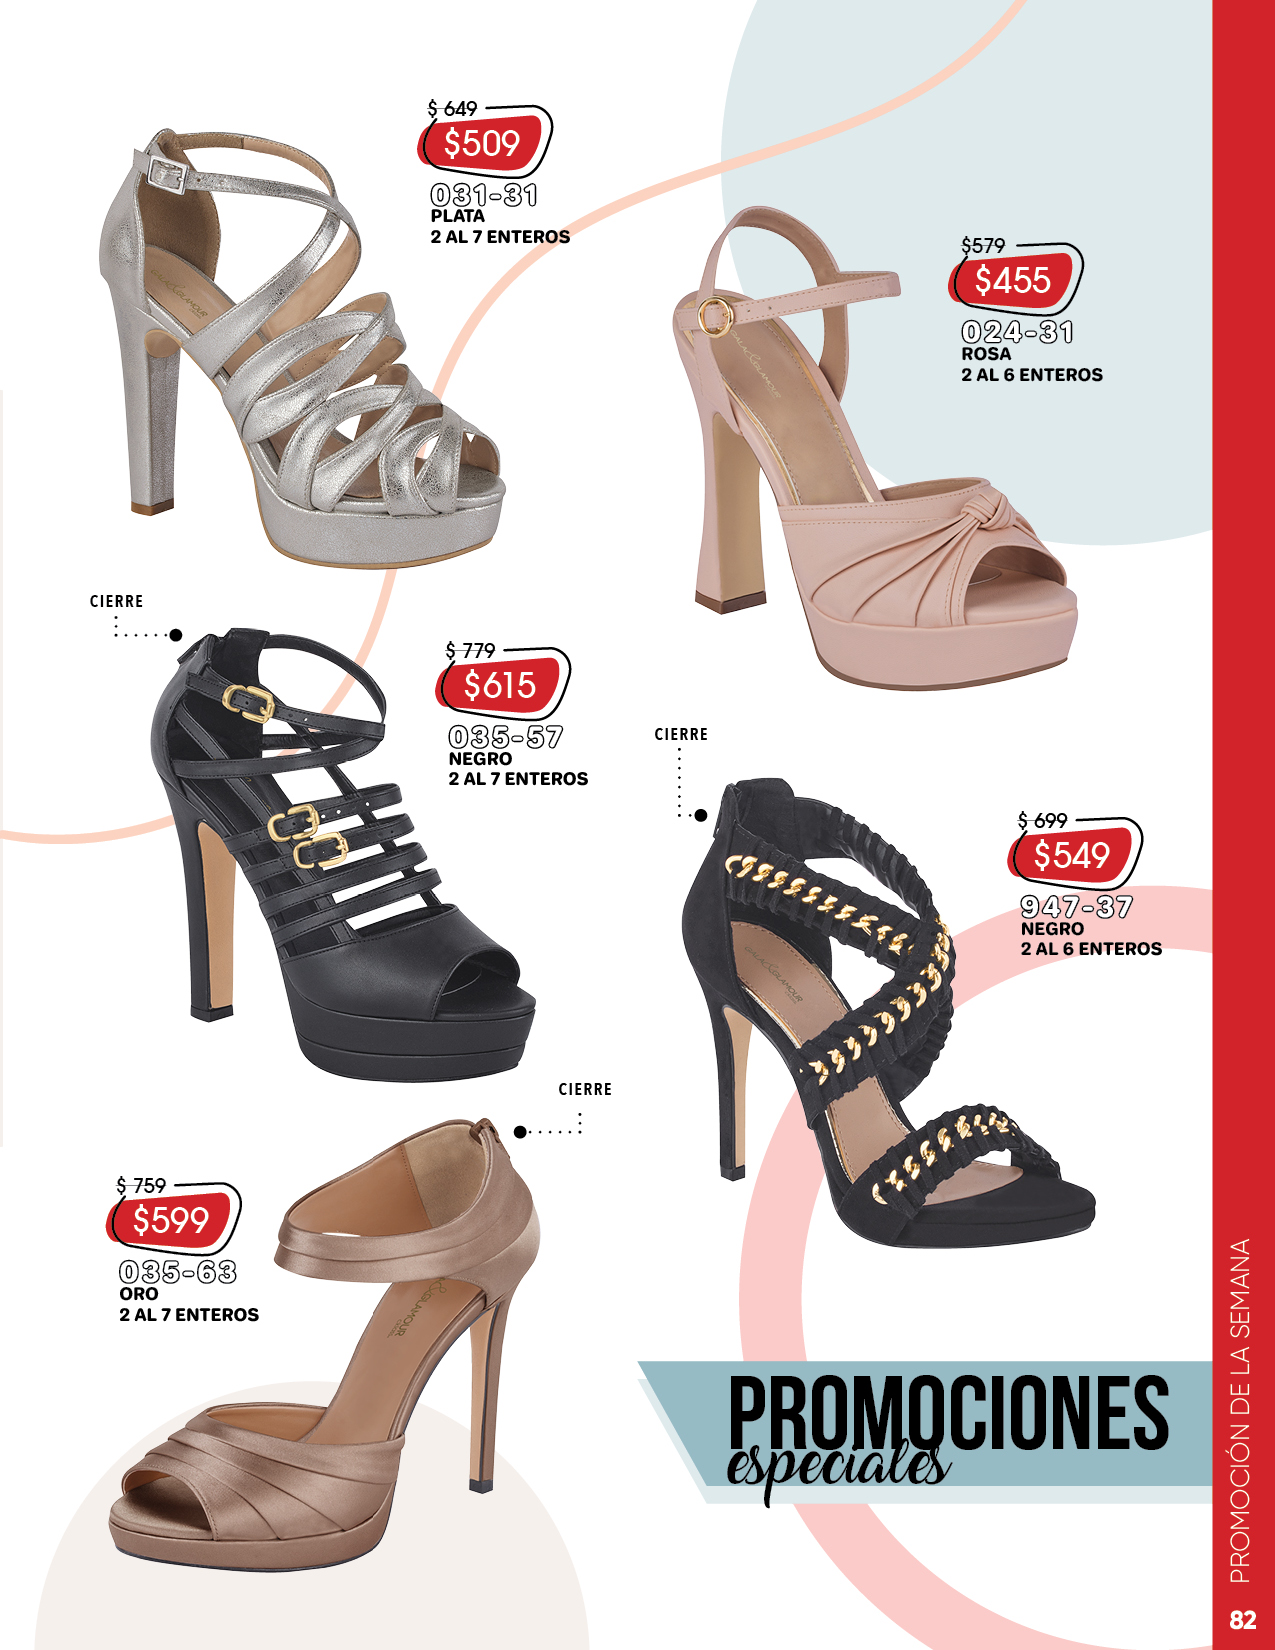 $ 649
$509
031-31
PLATA
2 AL 7 ENTEROS
$579
$455
024-31
ROSA
2 AL 6 ENTEROS
CIERRE
$ 779
$615
035-57
NEGRO
2 AL 7 ENTEROS
CIERRE
$ 699
$549
947-37
NEGRO
2 AL 6 ENTEROS
CIERRE
$ 759
$599
035-63
ORO
2 AL 7 ENTEROS
PROMOCIONES
especiales
PROMOCIÓN DE LA SEMANA
82